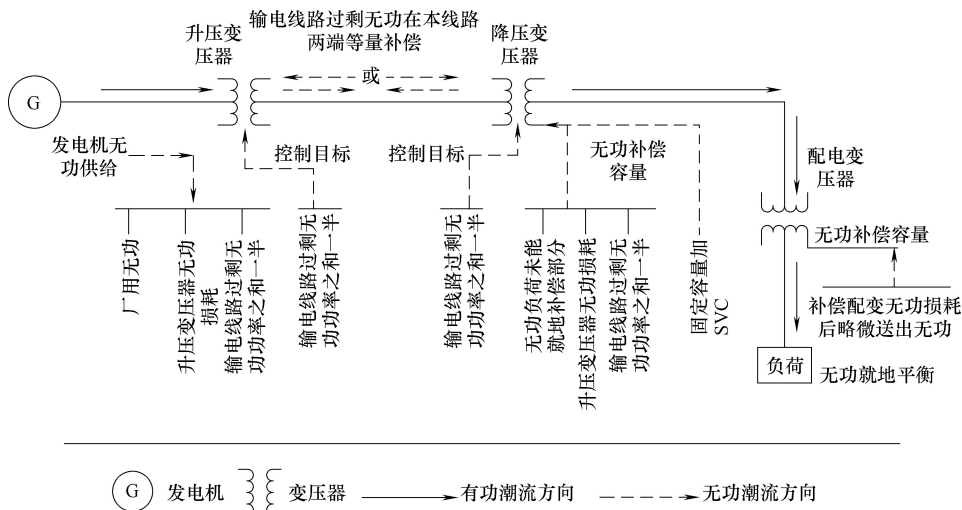 升压变
压器
输电线路过剩无功在本线路
两端等量补偿
或
降压变
压器
G
发电机无
功供给
控制目标
控制目标
无功补偿
容量
配电变
压器
厂用无功
升压变压器无功
损耗
输电线路过剩无
功功率之和一半
输电线路过剩无
功功率之和一半
输电线路过剩无
功功率之和一半
无功负荷未能
就地补偿部分
升压变压器无功损耗
输电线路过剩无
功功率之和一半
固定容量加
SVC
无功补偿容量
补偿配变无功损耗
后略微送出无功
负荷
无功就地平衡
G
发电机
变压器
有功潮流方向
无功潮流方向